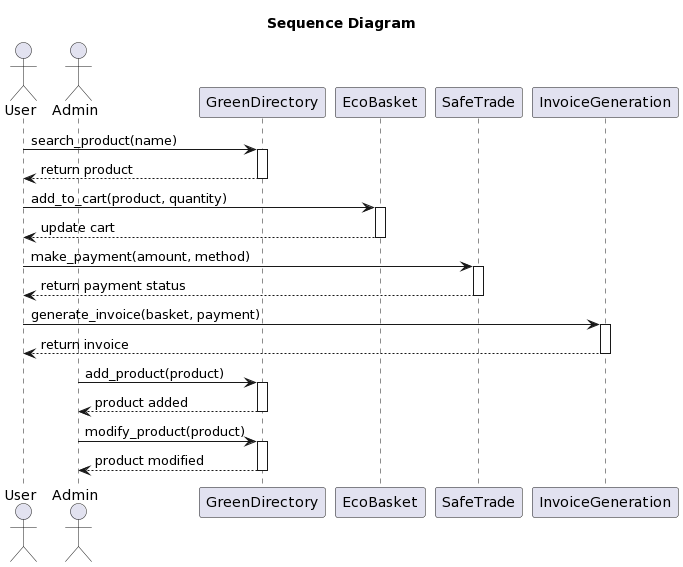 Sequence Diagram
User Admin GreenDirectory EcoBasket SafeTrade InvoiceGeneration
search_product(name)
return product
add_to_cart(product, quantity)
update cart
make_payment(amount, method)
return payment status
generate_invoice(basket, payment)
return invoice
add_product(product)
product added
modify_product(product)
product modified
User Admin GreenDirectory EcoBasket SafeTrade InvoiceGeneration